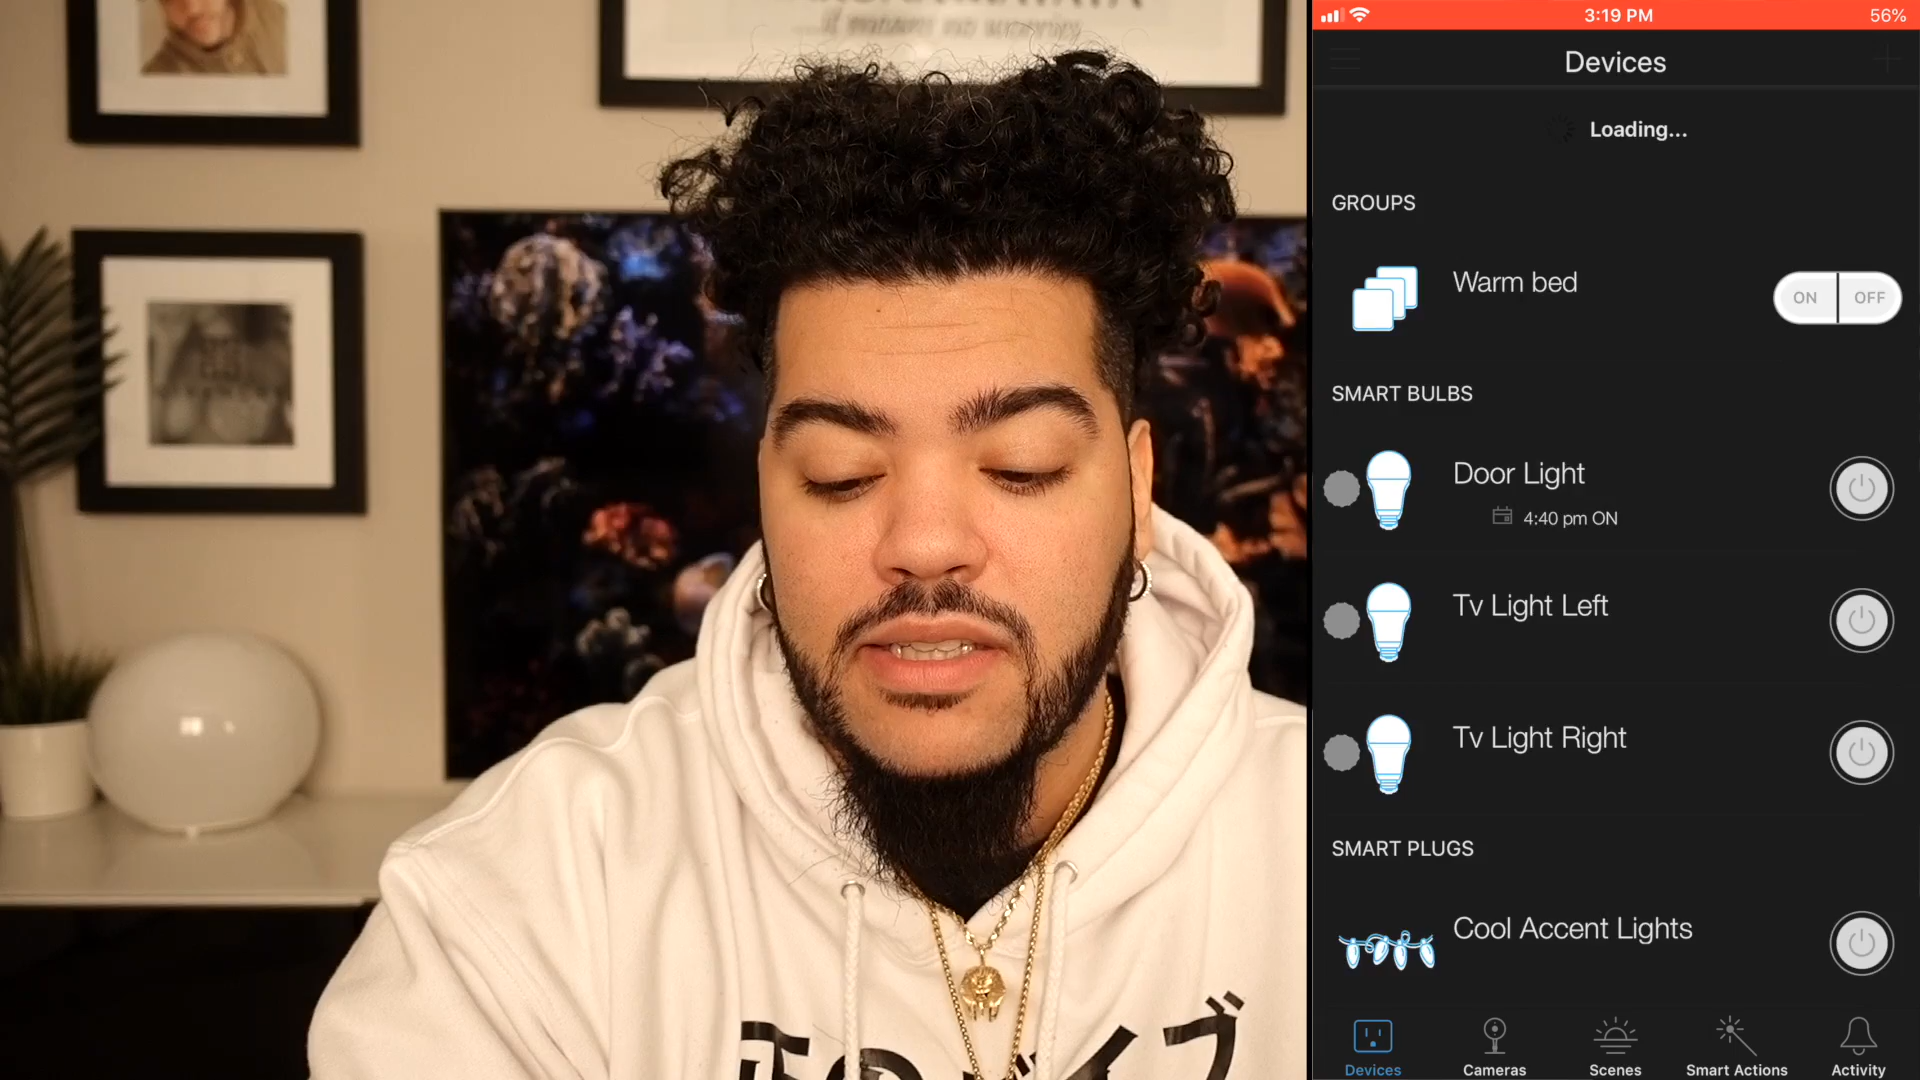 3:19 PM
56%
Devices
Loading...
GROUPS
Warm bed
ON OFF
SMART BULBS
Door Light
4:40 pm ON
Tv Light Left
Tv Light Right
SMART PLUGS
Cool Accent Lights
Devices
Cameras
Scenes
Smart Actions
Activity